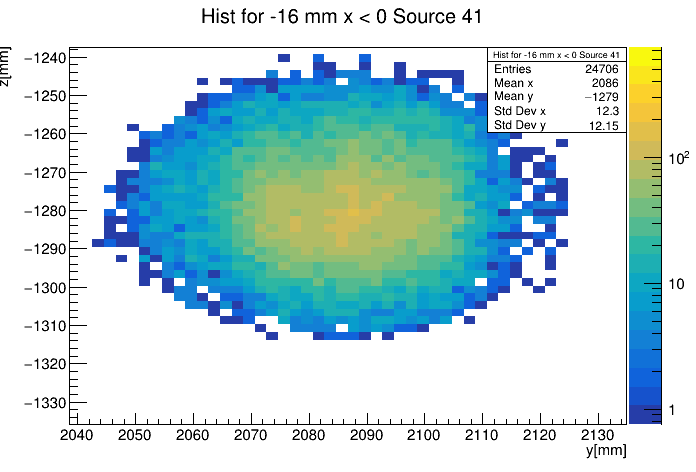 Hist for -16 mm x < 0 Source 41
z[mm]
Hist for -16 mm x < 0 Source 41
Entries 24706
Mean x 2086
Mean y −1279
Std Dev x 12.3
Std Dev y 12.15
−1240
−1250
−1260
−1270
−1280
−1290
−1300
−1310
−1320
−1330
10²
10
1
2040 2050 2060 2070 2080 2090 2100 2110 2120 2130
y[mm]